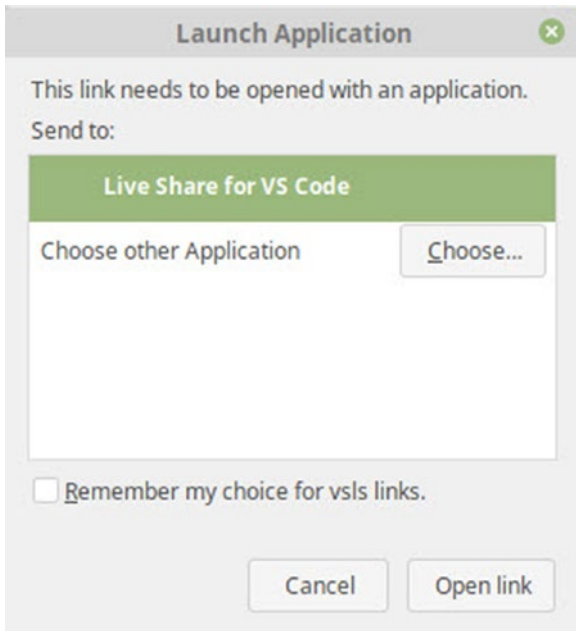 Launch Application
This link needs to be opened with an application.
Send to:
Live Share for VS Code
Choose other Application
Choose...
Remember my choice for vsls links.
Cancel
Open link